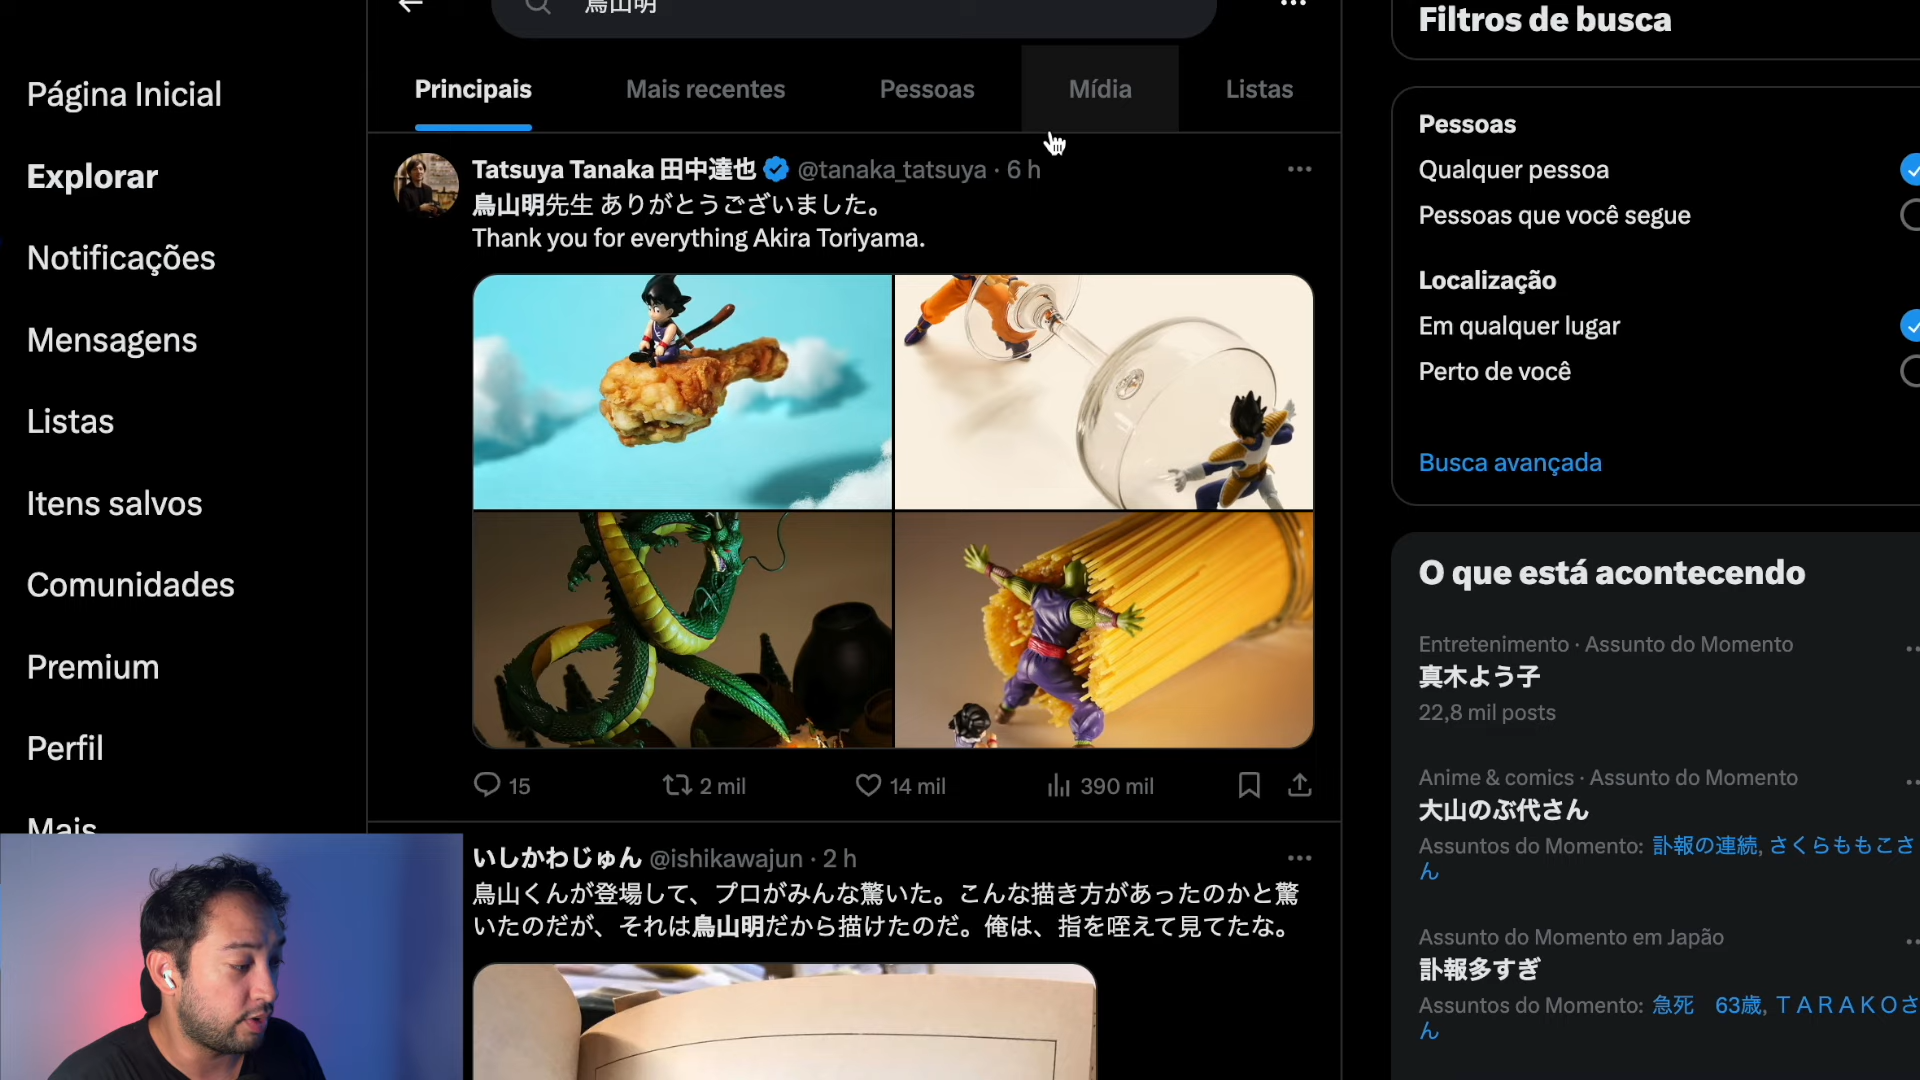 鳥山明
Principais
Mais recentes
Pessoas
Mídia
Listas
Página Inicial
Explorar
Notificações
Mensagens
Listas
Itens salvos
Comunidades
Premium
Perfil
Mais
Tatsuya Tanaka 田中達也 @tanaka_tatsuya · 6 h
鳥山明先生 ありがとうございました。
Thank you for everything Akira Toriyama.
15
2 mil
14 mil
390 mil
いしかわじゅん @ishikawajun · 2 h
鳥山くんが登場して、プロがみんな驚いた。こんな描き方があったのかと驚
いたのだが、それは鳥山明だから描けたのだ。俺は、指を咥えて見てたな。
Filtros de busca
Pessoas
Qualquer pessoa
Pessoas que você segue
Localização
Em qualquer lugar
Perto de você
Busca avançada
O que está acontecendo
Entretenimento · Assunto do Momento
真木よう子
22,8 mil posts
Anime & comics · Assunto do Momento
大山のぶ代さん
Assuntos do Momento: 訃報の連続, さくらももこさ
ん
Assunto do Momento em Japão
訃報多すぎ
Assuntos do Momento: 急死　63歳, ＴＡＲＡＫＯさ
ん